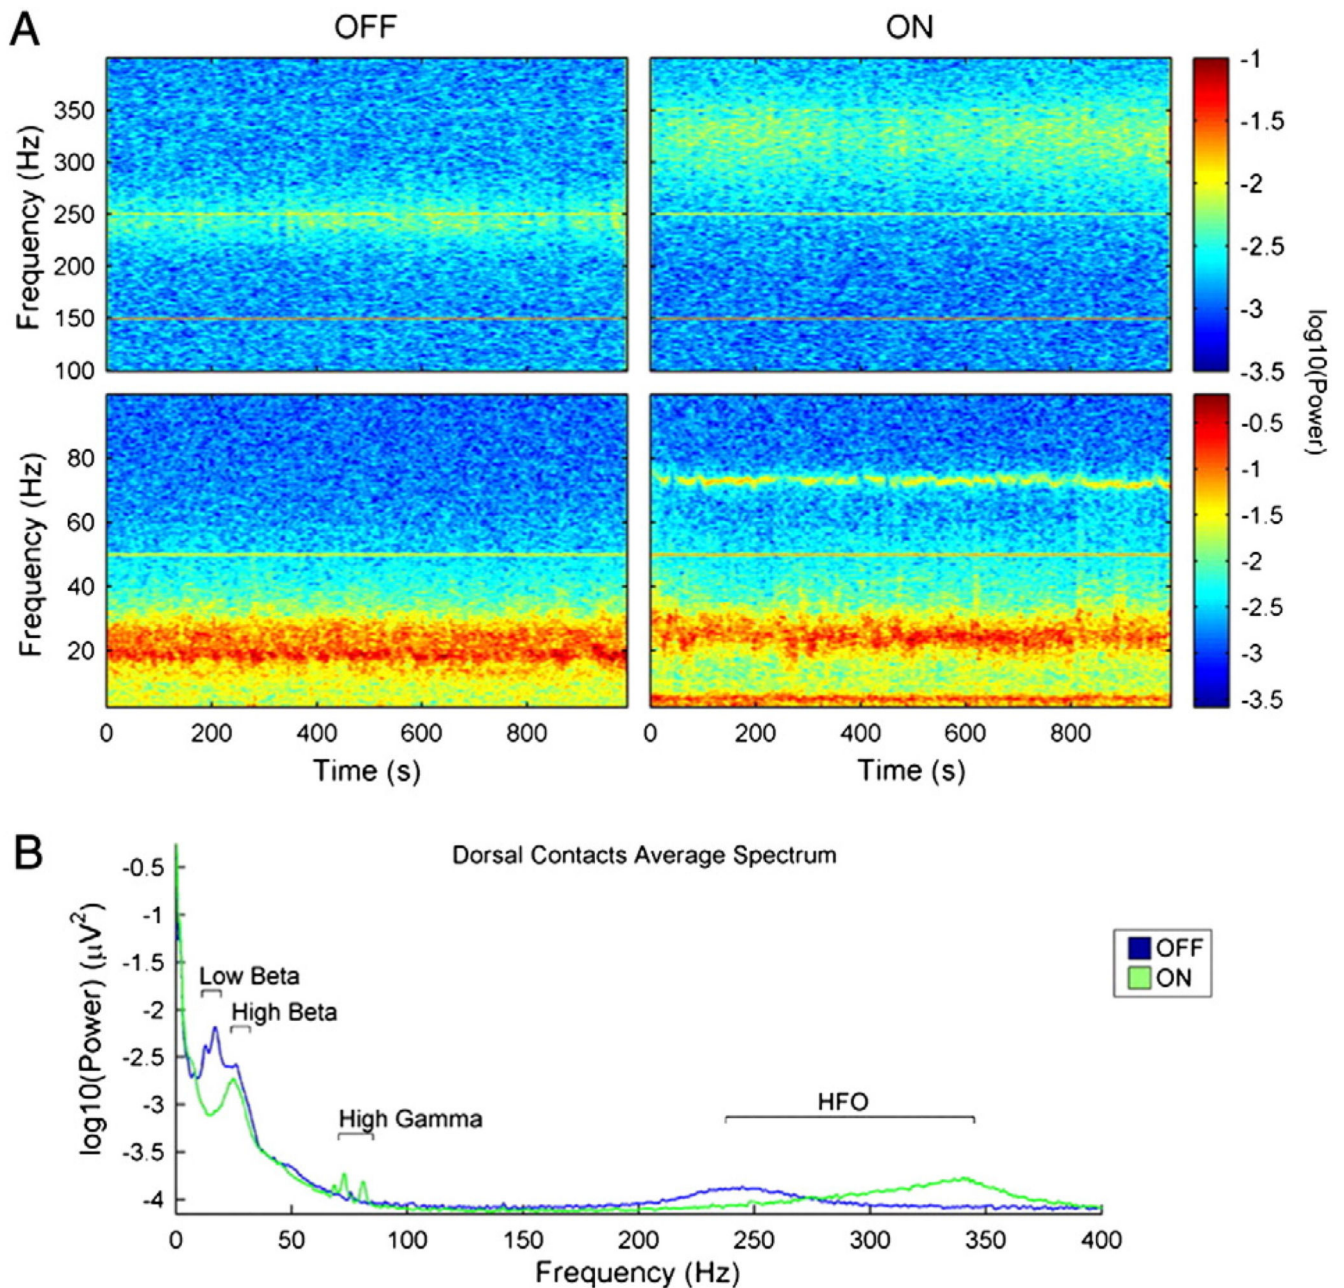 A
OFF
ON
Frequency (Hz)
350
300
250
200
150
100
-1
-1.5
-2
-2.5
-3
-3.5
log10(Power)
Frequency (Hz)
80
60
40
20
-0.5
-1
-1.5
-2
-2.5
-3
-3.5
0 200 400 600 800
0 200 400 600 800
Time (s)
Time (s)
B
Dorsal Contacts Average Spectrum
log10(Power) (μV²)
-0.5
-1
-1.5
-2
-2.5
-3
-3.5
-4
Low Beta
High Beta
High Gamma
HFO
OFF
ON
0 50 100 150 200 250 300 350 400
Frequency (Hz)